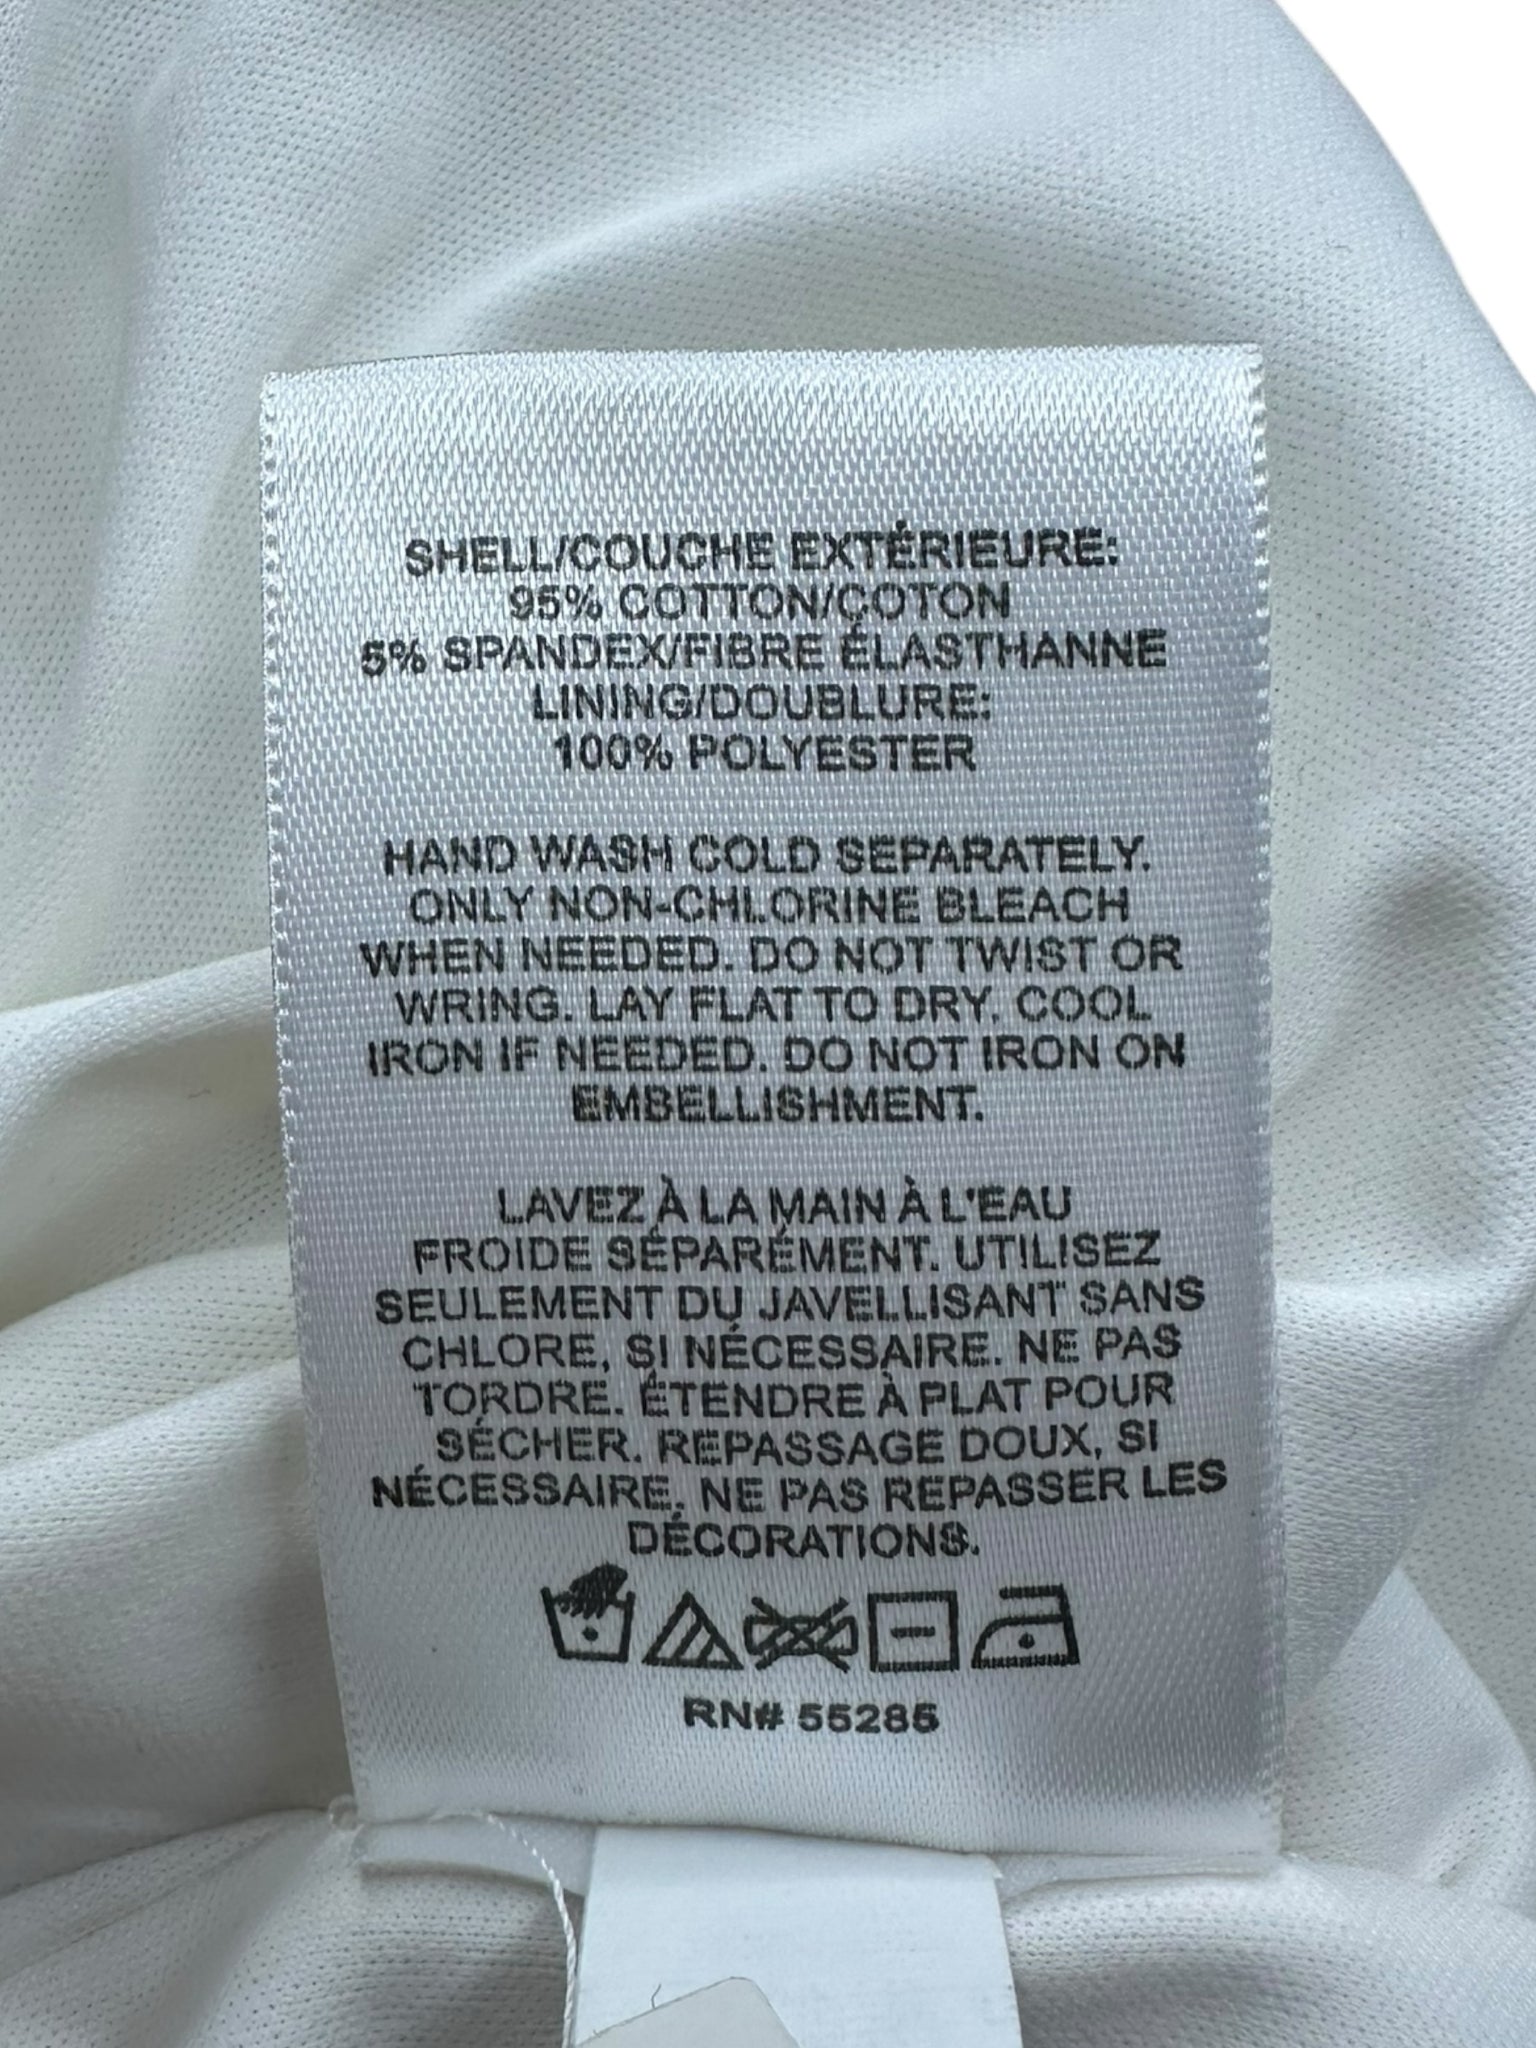 SHELL/COUCHE EXTÉRIEURE:
95% COTTON/COTON
5% SPANDEX/FIBRE ÉLASTHANNE
LINING/DOUBLURE:
100% POLYESTER
HAND WASH COLD SEPARATELY.
ONLY NON-CHLORINE BLEACH
WHEN NEEDED. DO NOT TWIST OR
WRING. LAY FLAT TO DRY. COOL
IRON IF NEEDED. DO NOT IRON ON
EMBELLISHMENT.
LAVEZ À LA MAIN À L'EAU
FROIDE SÉPARÉMENT. UTILISEZ
SEULEMENT DU JAVELLISANT SANS
CHLORE, SI NÉCESSAIRE. NE PAS
TORDRE. ÉTENDRE À PLAT POUR
SÉCHER. REPASSAGE DOUX, SI
NÉCESSAIRE. NE PAS REPASSER LES
DÉCORATIONS.
RN# 55285